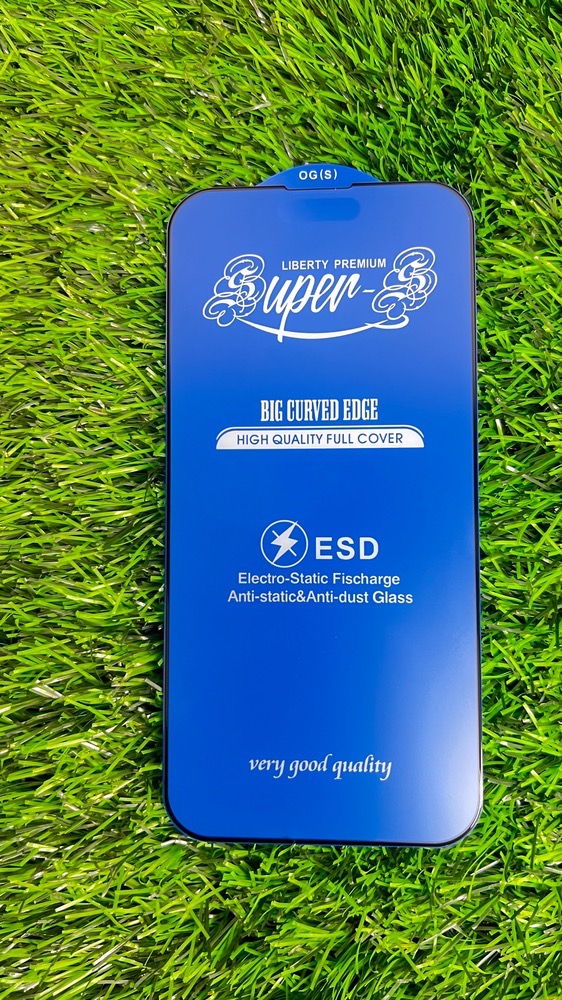 OG(S)
LIBERTY PREMIUM
Super-S
BIG CURVED EDGE
HIGH QUALITY FULL COVER
ESD
Electro-Static Fischarge
Anti-static&Anti-dust Glass
very good quality